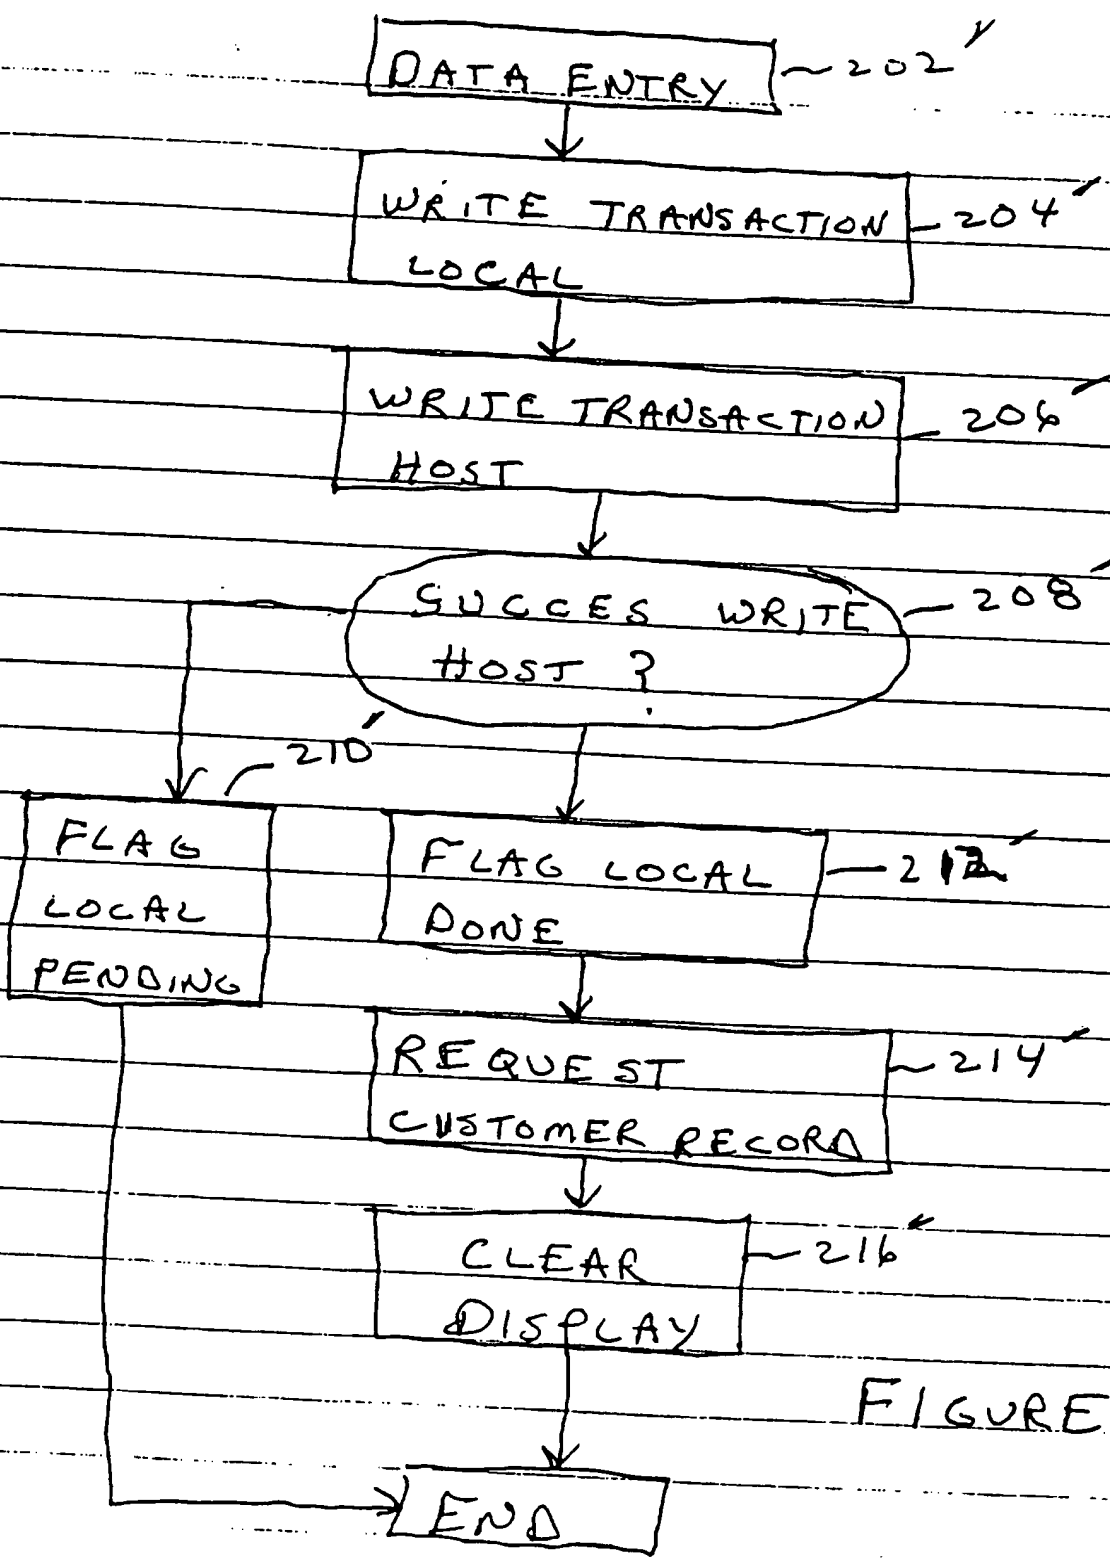 DATA ENTRY
202'
WRITE TRANSACTION
LOCAL
204'
WRITE TRANSACTION
HOST
206'
SUCCES WRITE
HOST ?
208'
210'
FLAG
LOCAL
PENDING
FLAG LOCAL
DONE
212'
REQUEST
CUSTOMER RECORD
214'
CLEAR
DISPLAY
216'
FIGURE
END